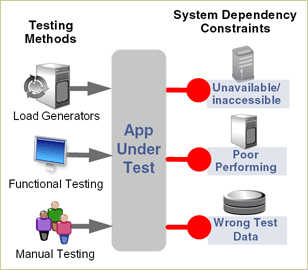 Testing
Methods
System Dependency
Constraints
Load Generators
Functional Testing
Manual Testing
App
Under
Test
Unavailable/
inaccessible
Poor
Performing
Wrong Test
Data